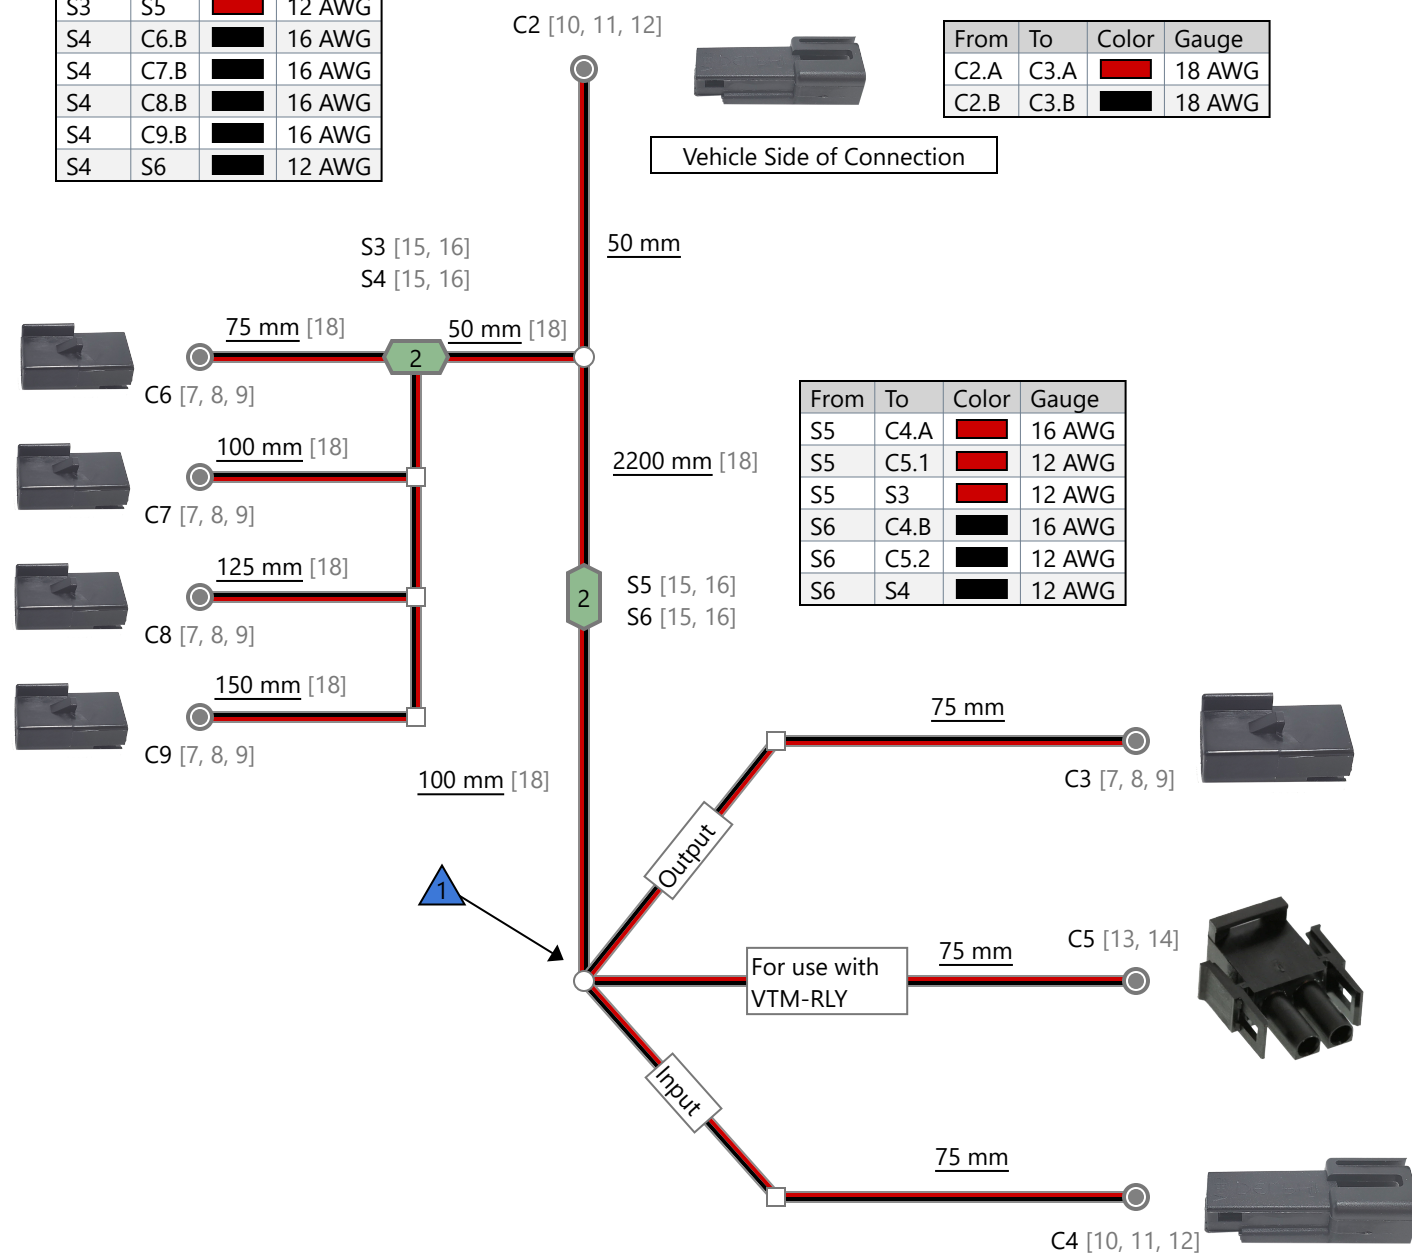 S3 S5 12 AWG
S4 C6.B 16 AWG
S4 C7.B 16 AWG
S4 C8.B 16 AWG
S4 C9.B 16 AWG
S4 S6 12 AWG
C2 [10, 11, 12]
From To Color Gauge
C2.A C3.A 18 AWG
C2.B C3.B 18 AWG
Vehicle Side of Connection
50 mm
S3 [15, 16]
S4 [15, 16]
75 mm [18]
50 mm [18]
2
C6 [7, 8, 9]
100 mm [18]
C7 [7, 8, 9]
125 mm [18]
C8 [7, 8, 9]
150 mm [18]
C9 [7, 8, 9]
2200 mm [18]
From To Color Gauge
S5 C4.A 16 AWG
S5 C5.1 12 AWG
S5 S3 12 AWG
S6 C4.B 16 AWG
S6 C5.2 12 AWG
S6 S4 12 AWG
2
S5 [15, 16]
S6 [15, 16]
100 mm [18]
75 mm
C3 [7, 8, 9]
Output
1
For use with
VTM-RLY
75 mm
C5 [13, 14]
Input
75 mm
C4 [10, 11, 12]